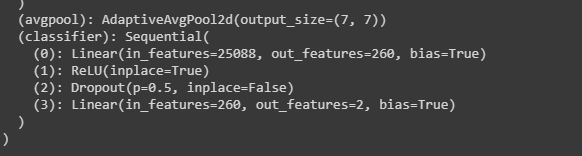 )
(avgpool): AdaptiveAvgPool2d(output_size=(7, 7))
(classifier): Sequential(
(0): Linear(in_features=25088, out_features=260, bias=True)
(1): ReLU(inplace=True)
(2): Dropout(p=0.5, inplace=False)
(3): Linear(in_features=260, out_features=2, bias=True)
)
)